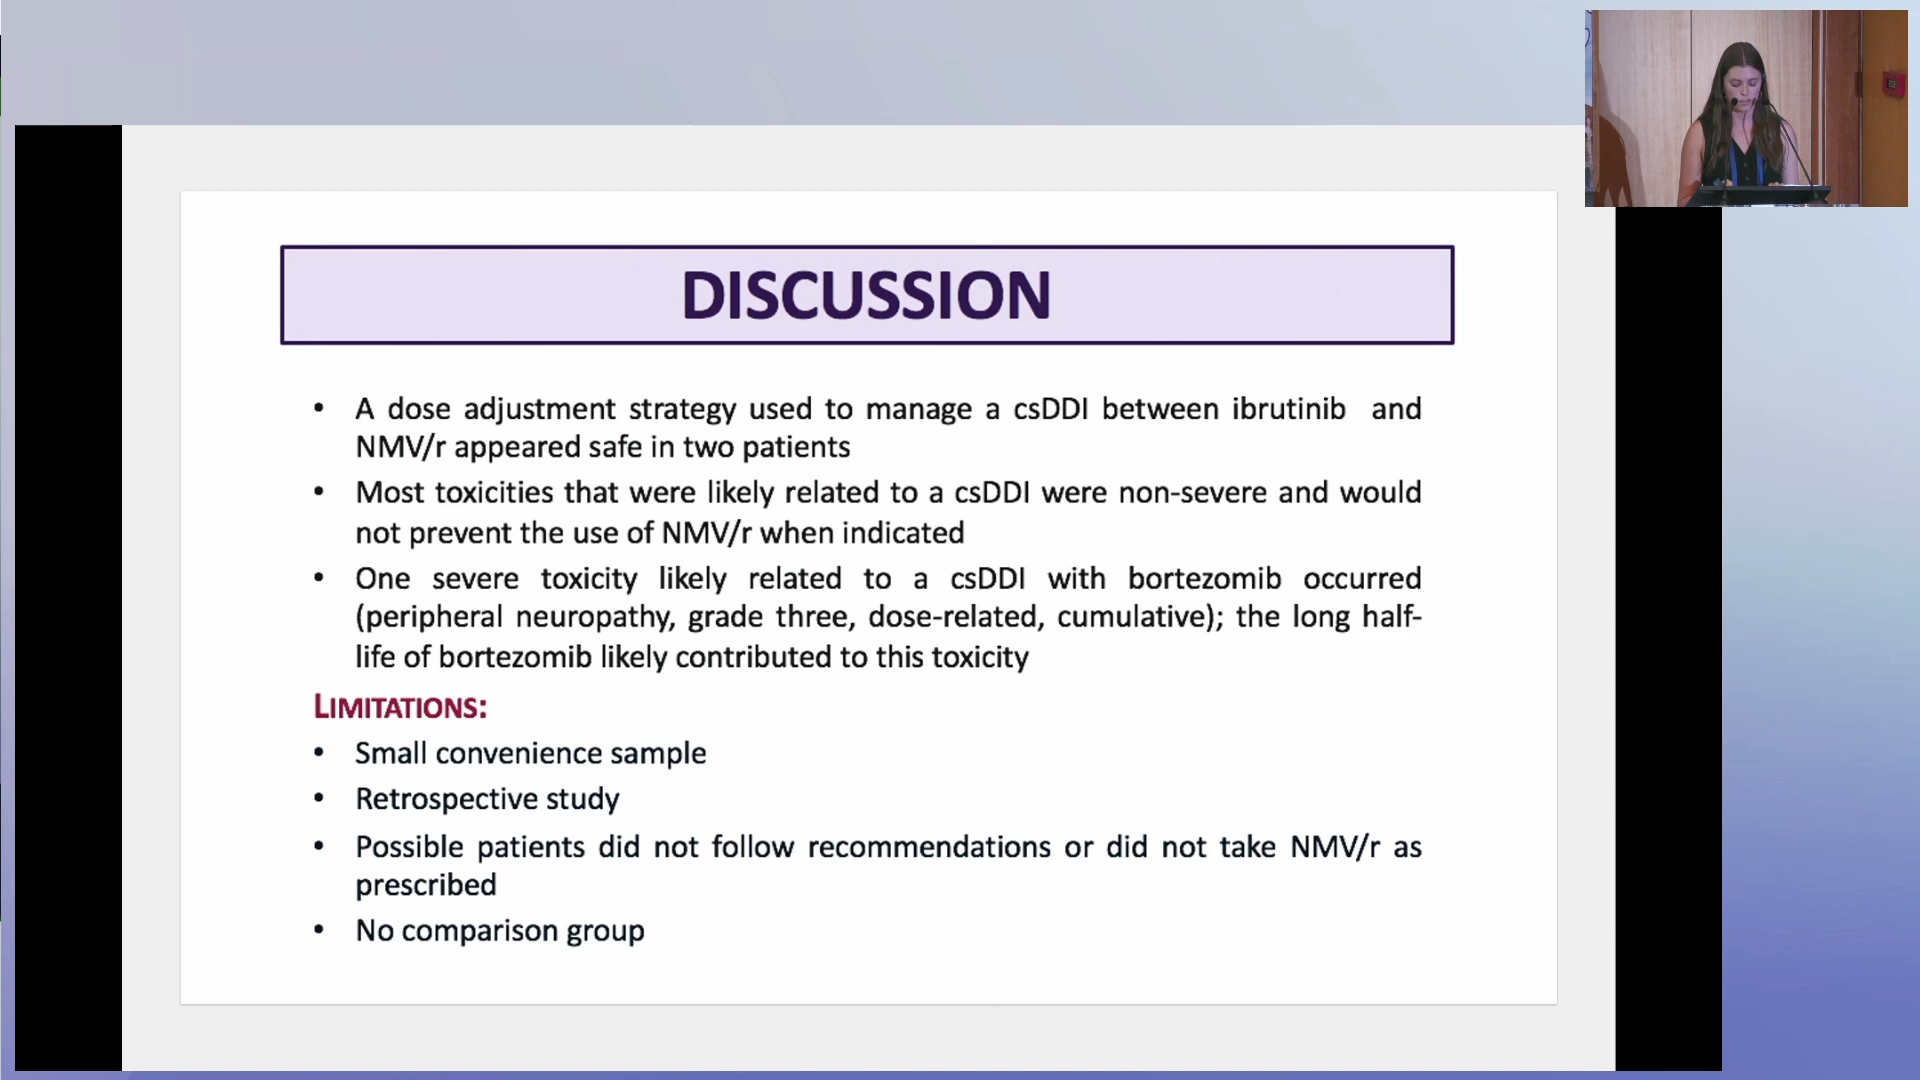 DISCUSSION
• A dose adjustment strategy used to manage a csDDI between ibrutinib and
NMV/r appeared safe in two patients
• Most toxicities that were likely related to a csDDI were non-severe and would
not prevent the use of NMV/r when indicated
• One severe toxicity likely related to a csDDI with bortezomib occurred
(peripheral neuropathy, grade three, dose-related, cumulative); the long half-
life of bortezomib likely contributed to this toxicity
LIMITATIONS:
• Small convenience sample
• Retrospective study
• Possible patients did not follow recommendations or did not take NMV/r as
prescribed
• No comparison group